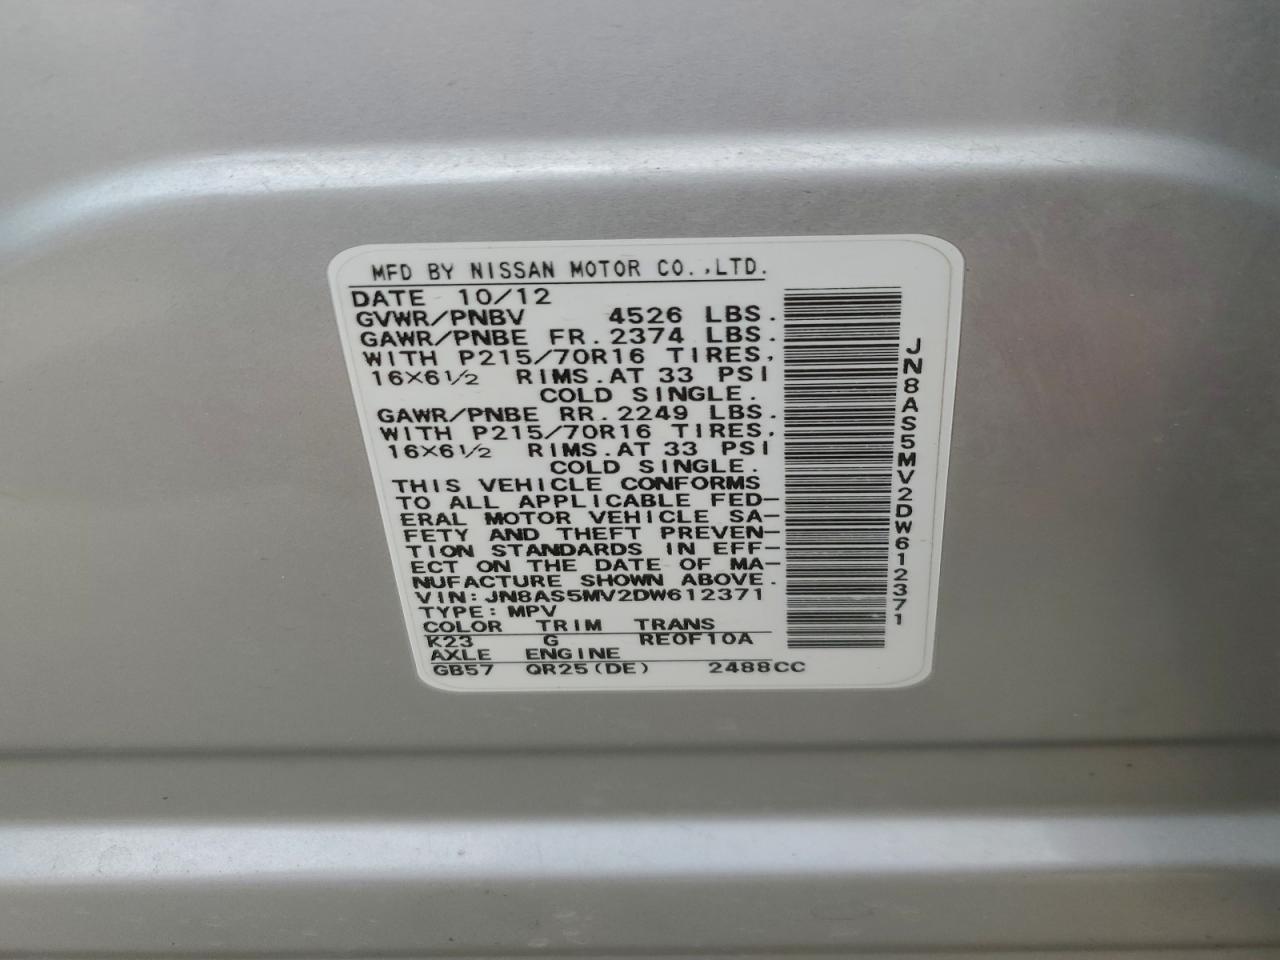 MFD BY NISSAN MOTOR CO.,LTD.
DATE 10/12
GVWR/PNBV 4526 LBS.
GAWR/PNBE FR.2374 LBS.
WITH P215/70R16 TIRES,
16X6½ RIMS.AT 33 PSI
COLD SINGLE.
GAWR/PNBE RR.2249 LBS.
WITH P215/70R16 TIRES,
16X6½ RIMS.AT 33 PSI
COLD SINGLE.
THIS VEHICLE CONFORMS
TO ALL APPLICABLE FED-
ERAL MOTOR VEHICLE SA-
FETY AND THEFT PREVEN-
TION STANDARDS IN EFF-
ECT ON THE DATE OF MA-
NUFACTURE SHOWN ABOVE.
VIN:JN8AS5MV2DW612371
TYPE:MPV
COLOR TRIM TRANS
K23 G RE0F10A
AXLE ENGINE
GB57 QR25(DE) 2488CC
JN8AS5MV2DW612371